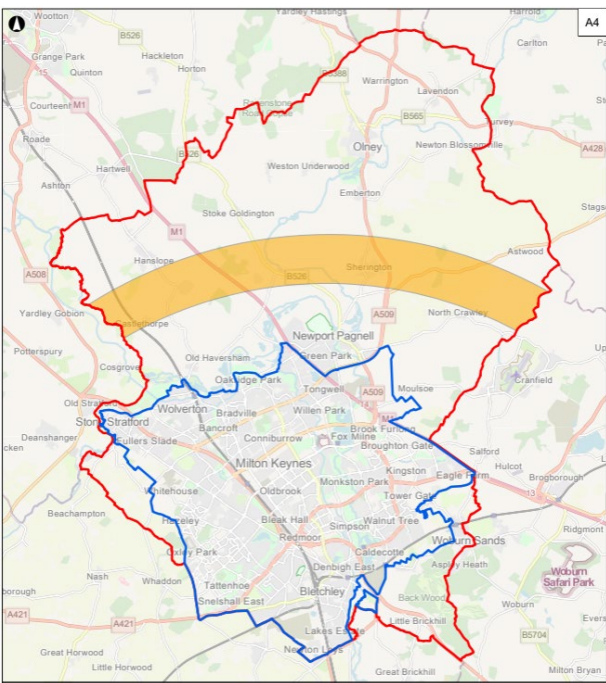 Yardley Hastings
Harrold
A4
B526
Hackleton
Carlton
Grange Park
Horton
15
Quinton
Warrington
Lavendon
Courteenhall
M1
B565
Roade
Olney
Newton Blossomville
A428
Hartwell
Weston Underwood
Ashton
Emberton
Stoke Goldington
M1
Astwood
Hanslope
Sherington
A508
B526
Yardley Gobion
Castlethorpe
A509
North Crawley
Newport Pagnell
Potterspury
Old Haversham
Green Park
Cosgrove
Cranfield
Oakridge Park
Tongwell
A509
Moulsoe
Old Stratford
Wolverton
Bradville
Willen Park
Stony Stratford
Bancroft
M1
Brook Furlong
Deanshanger
Fullers Slade
Conniburrow
Fox Milne
Broughton Gate
Salford
Milton Keynes
Kingston
Hulcot
Eagle Farm
Brogborough
Whitehouse
Oldbrook
Monkston Park
13
Tower Gate
Beachampton
Hazeley
Bleak Hall
Simpson
Walnut Tree
Ridgmont
Redmoor
Woburn Sands
Oxley Park
Caldecotte
Nash
Whaddon
Denbigh East
Aspley Heath
Woburn
Safari Park
Tattenhoe
Snelshall East
Bletchley
Back Wood
Woburn
A421
A421
Little Brickhill
Lakes Estate
B5704
Great Horwood
Newton Leys
Little Horwood
Great Brickhill
Milton Bryan